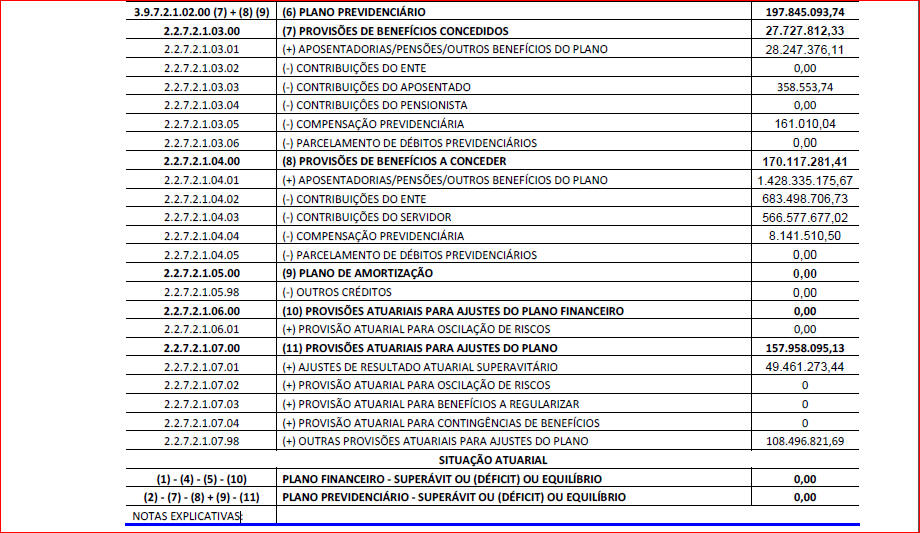 3.9.7.2.1.02.00 (7) + (8) (9) (6) PLANO PREVIDENCIÁRIO 197.845.093,74
2.2.7.2.1.03.00 (7) PROVISÕES DE BENEFÍCIOS CONCEDIDOS 27.727.812,33
2.2.7.2.1.03.01 (+) APOSENTADORIAS/PENSÕES/OUTROS BENEFÍCIOS DO PLANO 28.247.376,11
2.2.7.2.1.03.02 (-) CONTRIBUIÇÕES DO ENTE 0,00
2.2.7.2.1.03.03 (-) CONTRIBUIÇÕES DO APOSENTADO 358.553,74
2.2.7.2.1.03.04 (-) CONTRIBUIÇÕES DO PENSIONISTA 0,00
2.2.7.2.1.03.05 (-) COMPENSAÇÃO PREVIDENCIÁRIA 161.010,04
2.2.7.2.1.03.06 (-) PARCELAMENTO DE DÉBITOS PREVIDENCIÁRIOS 0,00
2.2.7.2.1.04.00 (8) PROVISÕES DE BENEFÍCIOS A CONCEDER 170.117.281,41
2.2.7.2.1.04.01 (+) APOSENTADORIAS/PENSÕES/OUTROS BENEFÍCIOS DO PLANO 1.428.335.175,67
2.2.7.2.1.04.02 (-) CONTRIBUIÇÕES DO ENTE 683.498.706,73
2.2.7.2.1.04.03 (-) CONTRIBUIÇÕES DO SERVIDOR 566.577.677,02
2.2.7.2.1.04.04 (-) COMPENSAÇÃO PREVIDENCIÁRIA 8.141.510,50
2.2.7.2.1.04.05 (-) PARCELAMENTO DE DÉBITOS PREVIDENCIÁRIOS 0,00
2.2.7.2.1.05.00 (9) PLANO DE AMORTIZAÇÃO 0,00
2.2.7.2.1.05.98 (-) OUTROS CRÉDITOS 0,00
2.2.7.2.1.06.00 (10) PROVISÕES ATUARIAIS PARA AJUSTES DO PLANO FINANCEIRO 0,00
2.2.7.2.1.06.01 (+) PROVISÃO ATUARIAL PARA OSCILAÇÃO DE RISCOS 0,00
2.2.7.2.1.07.00 (11) PROVISÕES ATUARIAIS PARA AJUSTES DO PLANO 157.958.095,13
2.2.7.2.1.07.01 (+) AJUSTES DE RESULTADO ATUARIAL SUPERAVITÁRIO 49.461.273,44
2.2.7.2.1.07.02 (+) PROVISÃO ATUARIAL PARA OSCILAÇÃO DE RISCOS 0
2.2.7.2.1.07.03 (+) PROVISÃO ATUARIAL PARA BENEFÍCIOS A REGULARIZAR 0
2.2.7.2.1.07.04 (+) PROVISÃO ATUARIAL PARA CONTINGÊNCIAS DE BENEFÍCIOS 0
2.2.7.2.1.07.98 (+) OUTRAS PROVISÕES ATUARIAIS PARA AJUSTES DO PLANO 108.496.821,69
SITUAÇÃO ATUARIAL
(1) - (4) - (5) - (10) PLANO FINANCEIRO - SUPERÁVIT OU (DÉFICIT) OU EQUILÍBRIO 0,00
(2) - (7) - (8) + (9) - (11) PLANO PREVIDENCIÁRIO - SUPERÁVIT OU (DÉFICIT) OU EQUILÍBRIO 0,00
NOTAS EXPLICATIVAS: